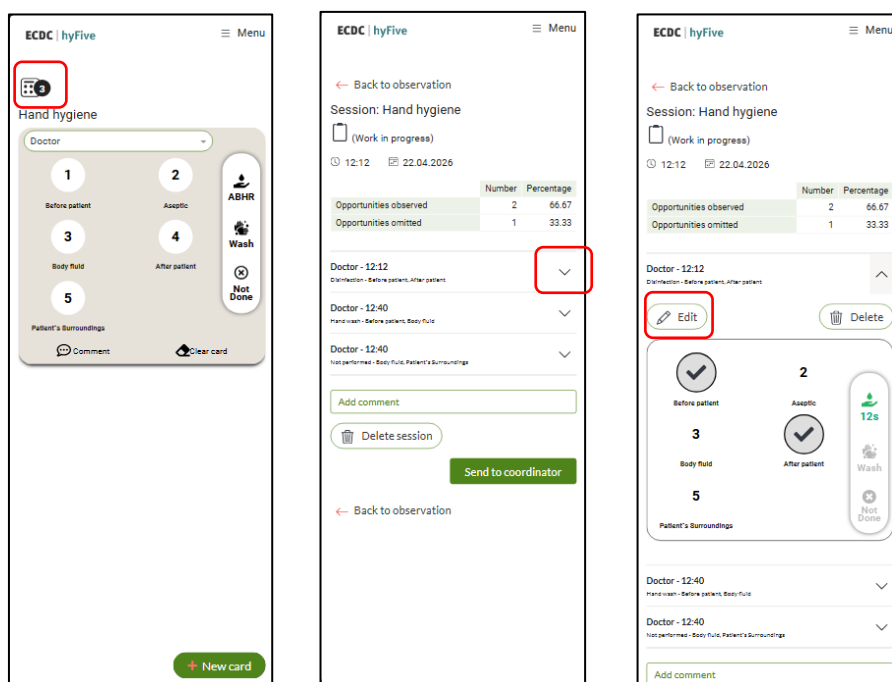 ECDC | hyFive
≡ Menu
3
Hand hygiene
Doctor
1
2
Before patient
Aseptic
ABHR
3
4
Wash
Body fluid
After patient
5
Not
Done
Patient's Surroundings
Comment
Clear card
+ New card
ECDC | hyFive
≡ Menu
← Back to observation
Session: Hand hygiene
(Work in progress)
12:12 22.04.2026
Number Percentage
Opportunities observed 2 66.67
Opportunities omitted 1 33.33
Doctor - 12:12
Disinfection - Before patient, After patient
Doctor - 12:40
Hand wash - Before patient, Body fluid
Doctor - 12:40
Not performed - Body fluid, Patient's Surroundings
Add comment
Delete session
Send to coordinator
← Back to observation
ECDC | hyFive
≡ Menu
← Back to observation
Session: Hand hygiene
(Work in progress)
12:12 22.04.2026
Number Percentage
Opportunities observed 2 66.67
Opportunities omitted 1 33.33
Doctor - 12:12
Disinfection - Before patient, After patient
Edit
Delete
2
Before patient
Aseptic
12s
3
Body fluid
After patient
Wash
5
Not
Done
Patient's Surroundings
Doctor - 12:40
Hand wash - Before patient, Body fluid
Doctor - 12:40
Not performed - Body fluid, Patient's Surroundings
Add comment